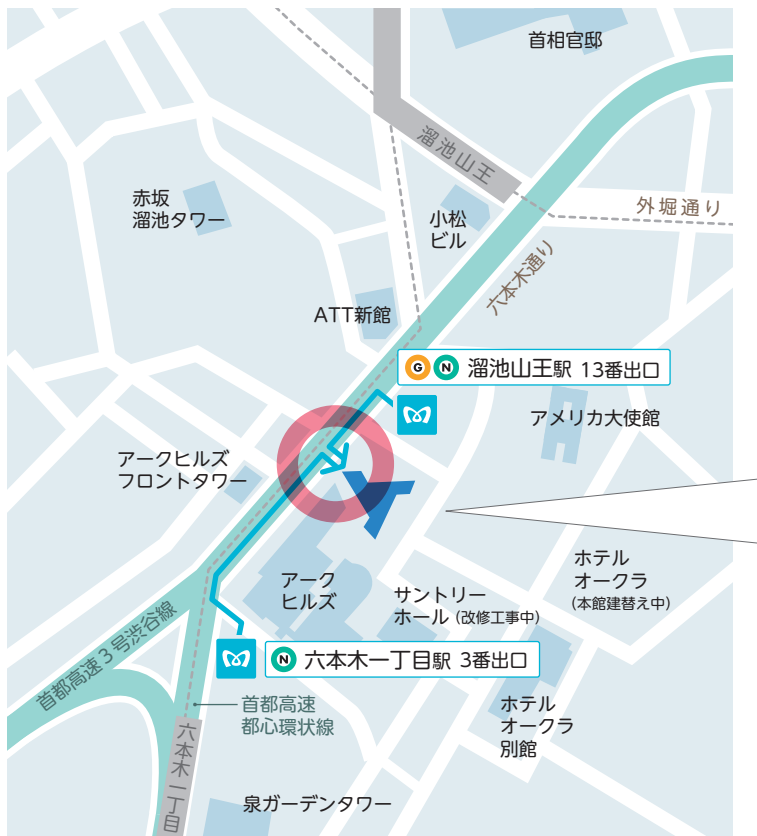 首相官邸
溜池山王
赤坂
溜池タワー
小松
ビル
外堀通り
六本木通り
ATT新館
G N 溜池山王駅 13番出口
アメリカ大使館
アークヒルズ
フロントタワー
アーク
ヒルズ
サントリー
ホール (改修工事中)
ホテル
オークラ
(本館建替え中)
N 六本木一丁目駅 3番出口
首都高速3号渋谷線
首都高速
都心環状線
ホテル
オークラ
別館
六本木一丁目
泉ガーデンタワー